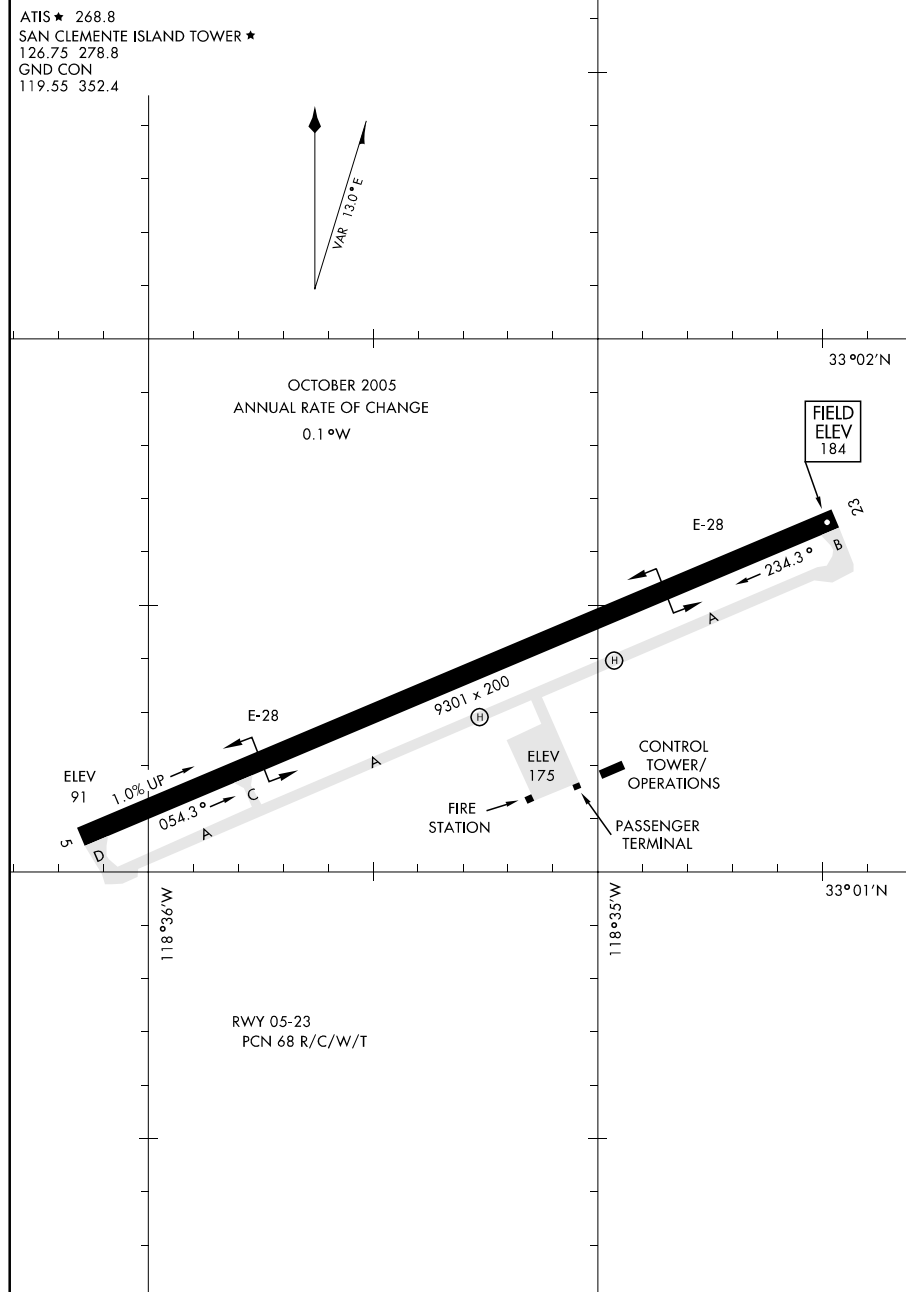 ATIS ★ 268.8
SAN CLEMENTE ISLAND TOWER ★
126.75 278.8
GND CON
119.55 352.4
VAR 13.0°E
33°02'N
OCTOBER 2005
ANNUAL RATE OF CHANGE
0.1°W
FIELD
ELEV
184
23
E-28
B
234.3°
A
H
9301 x 200
H
E-28
A
ELEV
175
CONTROL
TOWER/
OPERATIONS
ELEV
91
1.0% UP
054.3°
C
FIRE
STATION
PASSENGER
TERMINAL
A
5
D
33°01'N
118°36'W
118°35'W
RWY 05-23
PCN 68 R/C/W/T